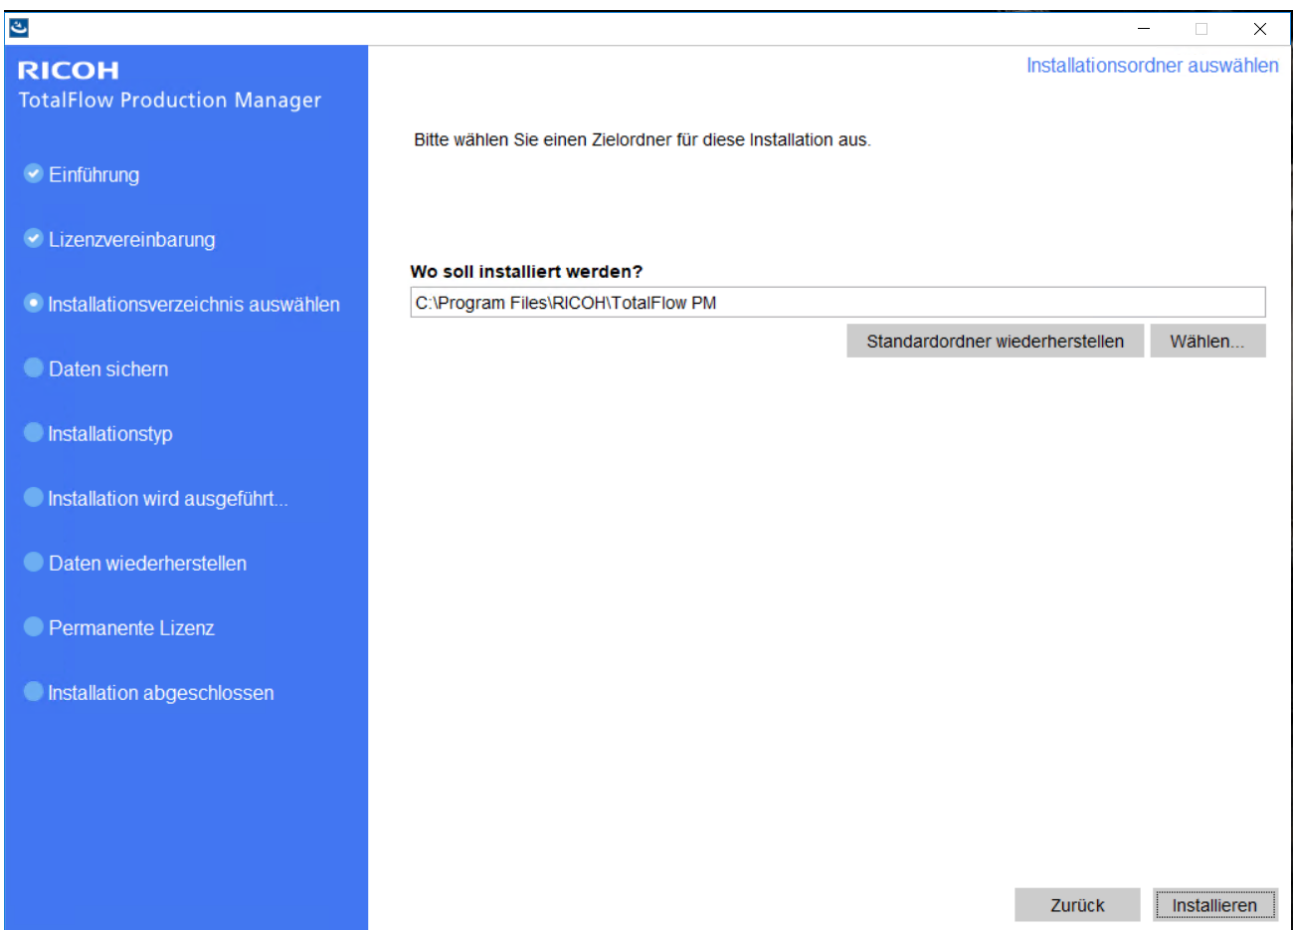 RICOH
TotalFlow Production Manager
Einführung
Lizenzvereinbarung
Installationsverzeichnis auswählen
Daten sichern
Installationstyp
Installation wird ausgeführt...
Daten wiederherstellen
Permanente Lizenz
Installation abgeschlossen
Installationsordner auswählen
Bitte wählen Sie einen Zielordner für diese Installation aus.
Wo soll installiert werden?
C:\Program Files\RICOH\TotalFlow PM
Standardordner wiederherstellen
Wählen...
Zurück
Installieren